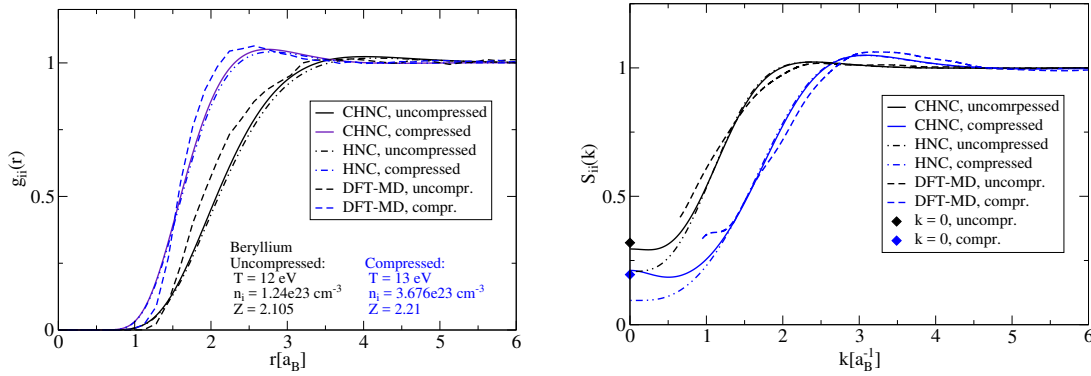 1
0.5
0
g_ii(r)
CHNC, uncompressed
CHNC, compressed
HNC, uncompressed
HNC, compressed
DFT-MD, uncompr.
DFT-MD, compr.
Beryllium
Uncompressed:
T = 12 eV
n_i = 1.24e23 cm^-3
Z = 2.105
Compressed:
T = 13 eV
n_i = 3.676e23 cm^-3
Z = 2.21
0 1 2 3 4 5 6
r[a_B]
1
0.5
0
S_ii(k)
CHNC, uncomrpessed
CHNC, compressed
HNC, uncompressed
HNC, compressed
DFT-MD, uncompr.
DFT-MD, compr.
k = 0, uncompr.
k = 0, compr.
0 1 2 3 4 5 6
k[a_B^-1]